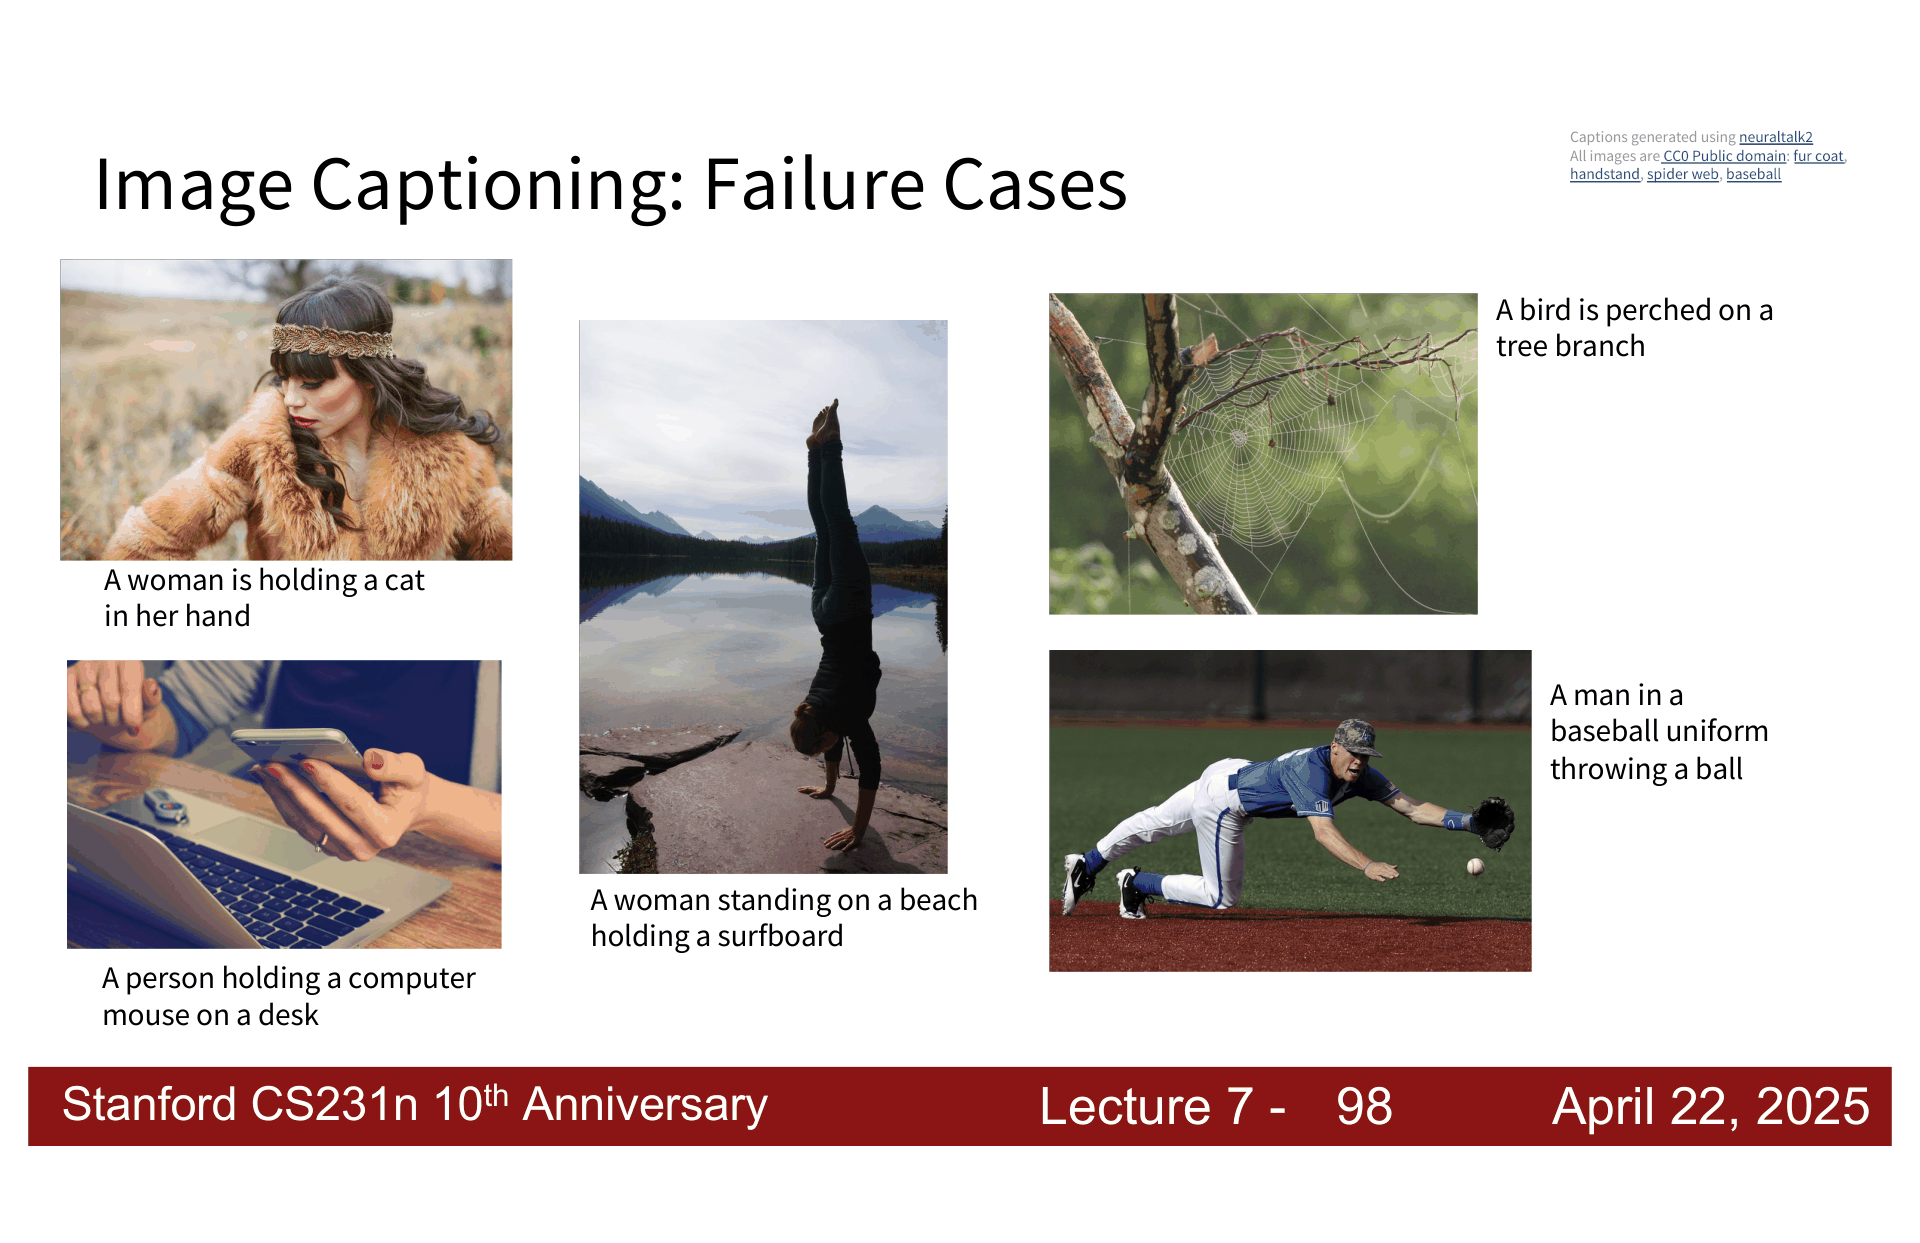 Image Captioning: Failure Cases
Captions generated using neuraltalk2
All images are CC0 Public domain: fur coat,
handstand, spider web, baseball
A woman is holding a cat
in her hand
A person holding a computer
mouse on a desk
A woman standing on a beach
holding a surfboard
A bird is perched on a
tree branch
A man in a
baseball uniform
throwing a ball
Stanford CS231n 10th Anniversary
Lecture 7 - 98
April 22, 2025